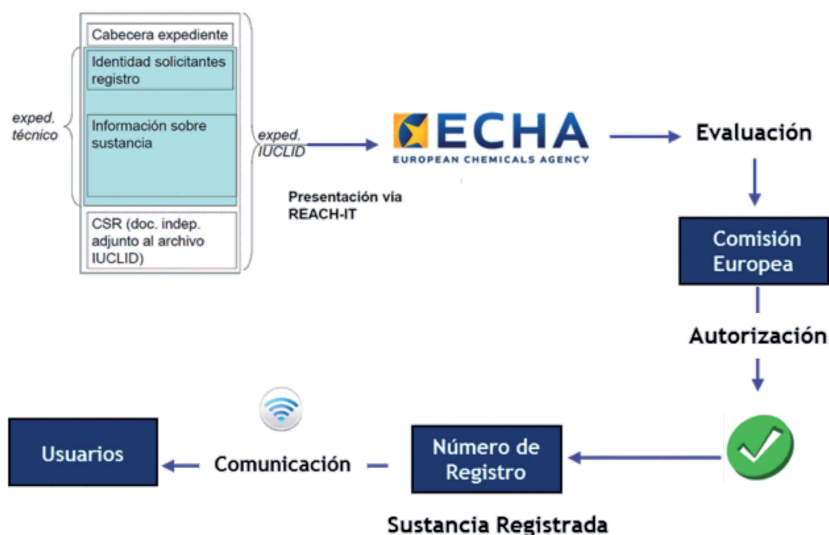 Cabecera expediente
Identidad solicitantes
registro
exped.
técnico
Información sobre
sustancia
exped.
IUCLID
CSR (doc. indep.
adjunto al archivo
IUCLID)
Presentación via
REACH-IT
ECHA
EUROPEAN CHEMICALS AGENCY
Evaluación
Comisión
Europea
Autorización
Número de
Registro
Sustancia Registrada
Comunicación
Usuarios